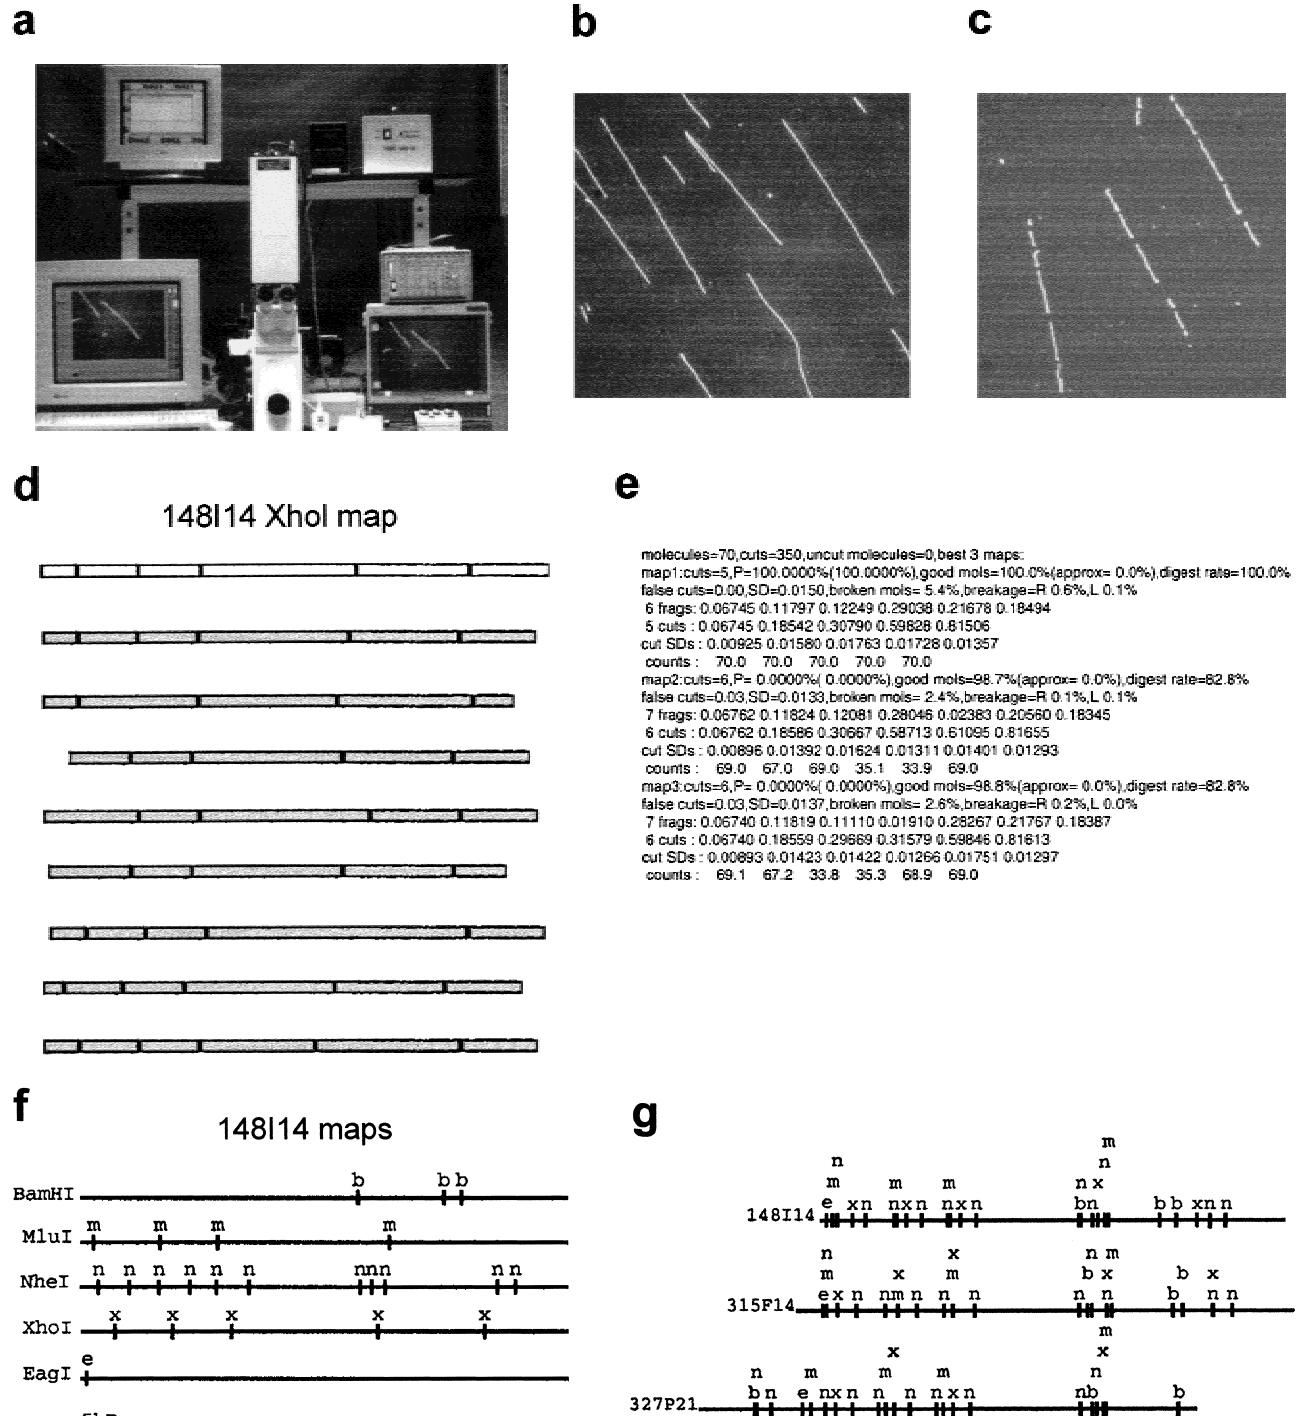 a
b
c
d
148I14 XhoI map
e
molecules=70,cuts=350,uncut molecules=0,best 3 maps:
map1:cuts=5,P=100.0000%(100.0000%),good mols=100.0%(approx= 0.0%),digest rate=100.0%
false cuts=0.00,SD=0.0150,broken mols= 5.4%,breakage=R 0.6%,L 0.1%
6 frags: 0.06745 0.11797 0.12249 0.29038 0.21678 0.18494
5 cuts : 0.06745 0.18542 0.30790 0.59828 0.81506
cut SDs : 0.00925 0.01580 0.01763 0.01728 0.01357
counts : 70.0 70.0 70.0 70.0 70.0
map2:cuts=6,P= 0.0000%( 0.0000%),good mols=98.7%(approx= 0.0%),digest rate=82.8%
false cuts=0.03,SD=0.0133,broken mols= 2.4%,breakage=R 0.1%,L 0.1%
7 frags: 0.06762 0.11824 0.12081 0.28046 0.02383 0.20560 0.18345
6 cuts : 0.06762 0.18586 0.30667 0.58713 0.61095 0.81655
cut SDs : 0.00896 0.01392 0.01624 0.01311 0.01401 0.01293
counts : 69.0 67.0 69.0 35.1 33.9 69.0
map3:cuts=6,P= 0.0000%( 0.0000%),good mols=98.8%(approx= 0.0%),digest rate=82.8%
false cuts=0.03,SD=0.0137,broken mols= 2.6%,breakage=R 0.2%,L 0.0%
7 frags: 0.06740 0.11819 0.11110 0.01910 0.28267 0.21767 0.18387
6 cuts : 0.06740 0.18559 0.29669 0.31579 0.59846 0.81613
cut SDs : 0.00893 0.01423 0.01422 0.01266 0.01751 0.01297
counts : 69.1 67.2 33.8 35.3 68.9 69.0
f
148I14 maps
b b b
BamHI
m m m m
MluI
n n n n n n n n n n n
NheI
x x x x x
XhoI
e
EagI
g
m
n n
m m m n x
e x n n x n n x n b n b b x n n
148I14
n x n m
m x m b x b x
e x n n m n n n n n b n n
315F14
m
x x
n m m m n
b n e n x n n n n x n n b b
327P21